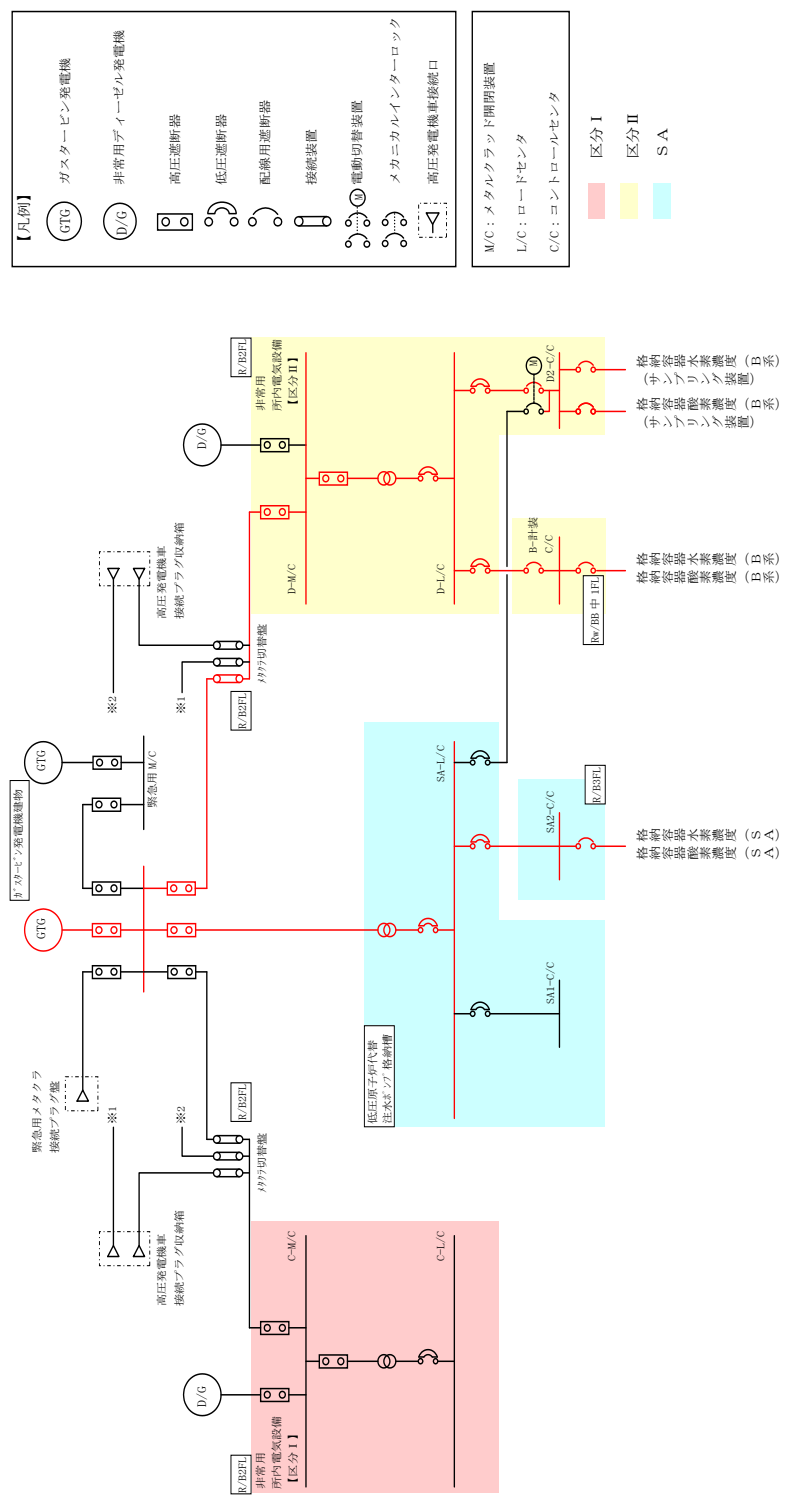 【凡例】
GTG
ガスタービン発電機
D/G
非常用ディーゼル発電機
高圧遮断器
低圧遮断器
配線用遮断器
接続装置
M
電動切替装置
メカニカルインターロック
高圧発電機車接続口
M/C：メタルクラッド開閉装置
L/C：ロードセンタ
C/C：コントロールセンタ
区分Ⅰ
区分Ⅱ
ＳＡ
緊急用メタクラ
接続プラグ盤
GTG
ｶﾞｽﾀｰﾋﾞﾝ発電機建物
GTG
緊急用 M/C
高圧発電機車
接続プラグ収納箱
※1
※2
ﾒﾀｸﾗ切替盤
R/B2FL
高圧発電機車
接続プラグ収納箱
※2
※1
ﾒﾀｸﾗ切替盤
R/B2FL
D/G
R/B2FL
非常用
所内電気設備
【区分Ⅰ】
C-M/C
C-L/C
低圧原子炉代替
注水ﾎﾟﾝﾌﾟ格納槽
SA-L/C
SA1-C/C
SA2-C/C
R/B3FL
格納容器水素濃度（ＳＡ）
格納容器酸素濃度（ＳＡ）
D/G
R/B2FL
非常用
所内電気設備
【区分Ⅱ】
D-M/C
D-L/C
B-計装
C/C
Rw/BB 中 1FL
格納容器水素濃度（Ｂ系）
格納容器酸素濃度（Ｂ系）
M
D2-C/C
格納容器酸素濃度（Ｂ系）
(サンプリング装置)
格納容器水素濃度（Ｂ系）
(サンプリング装置)